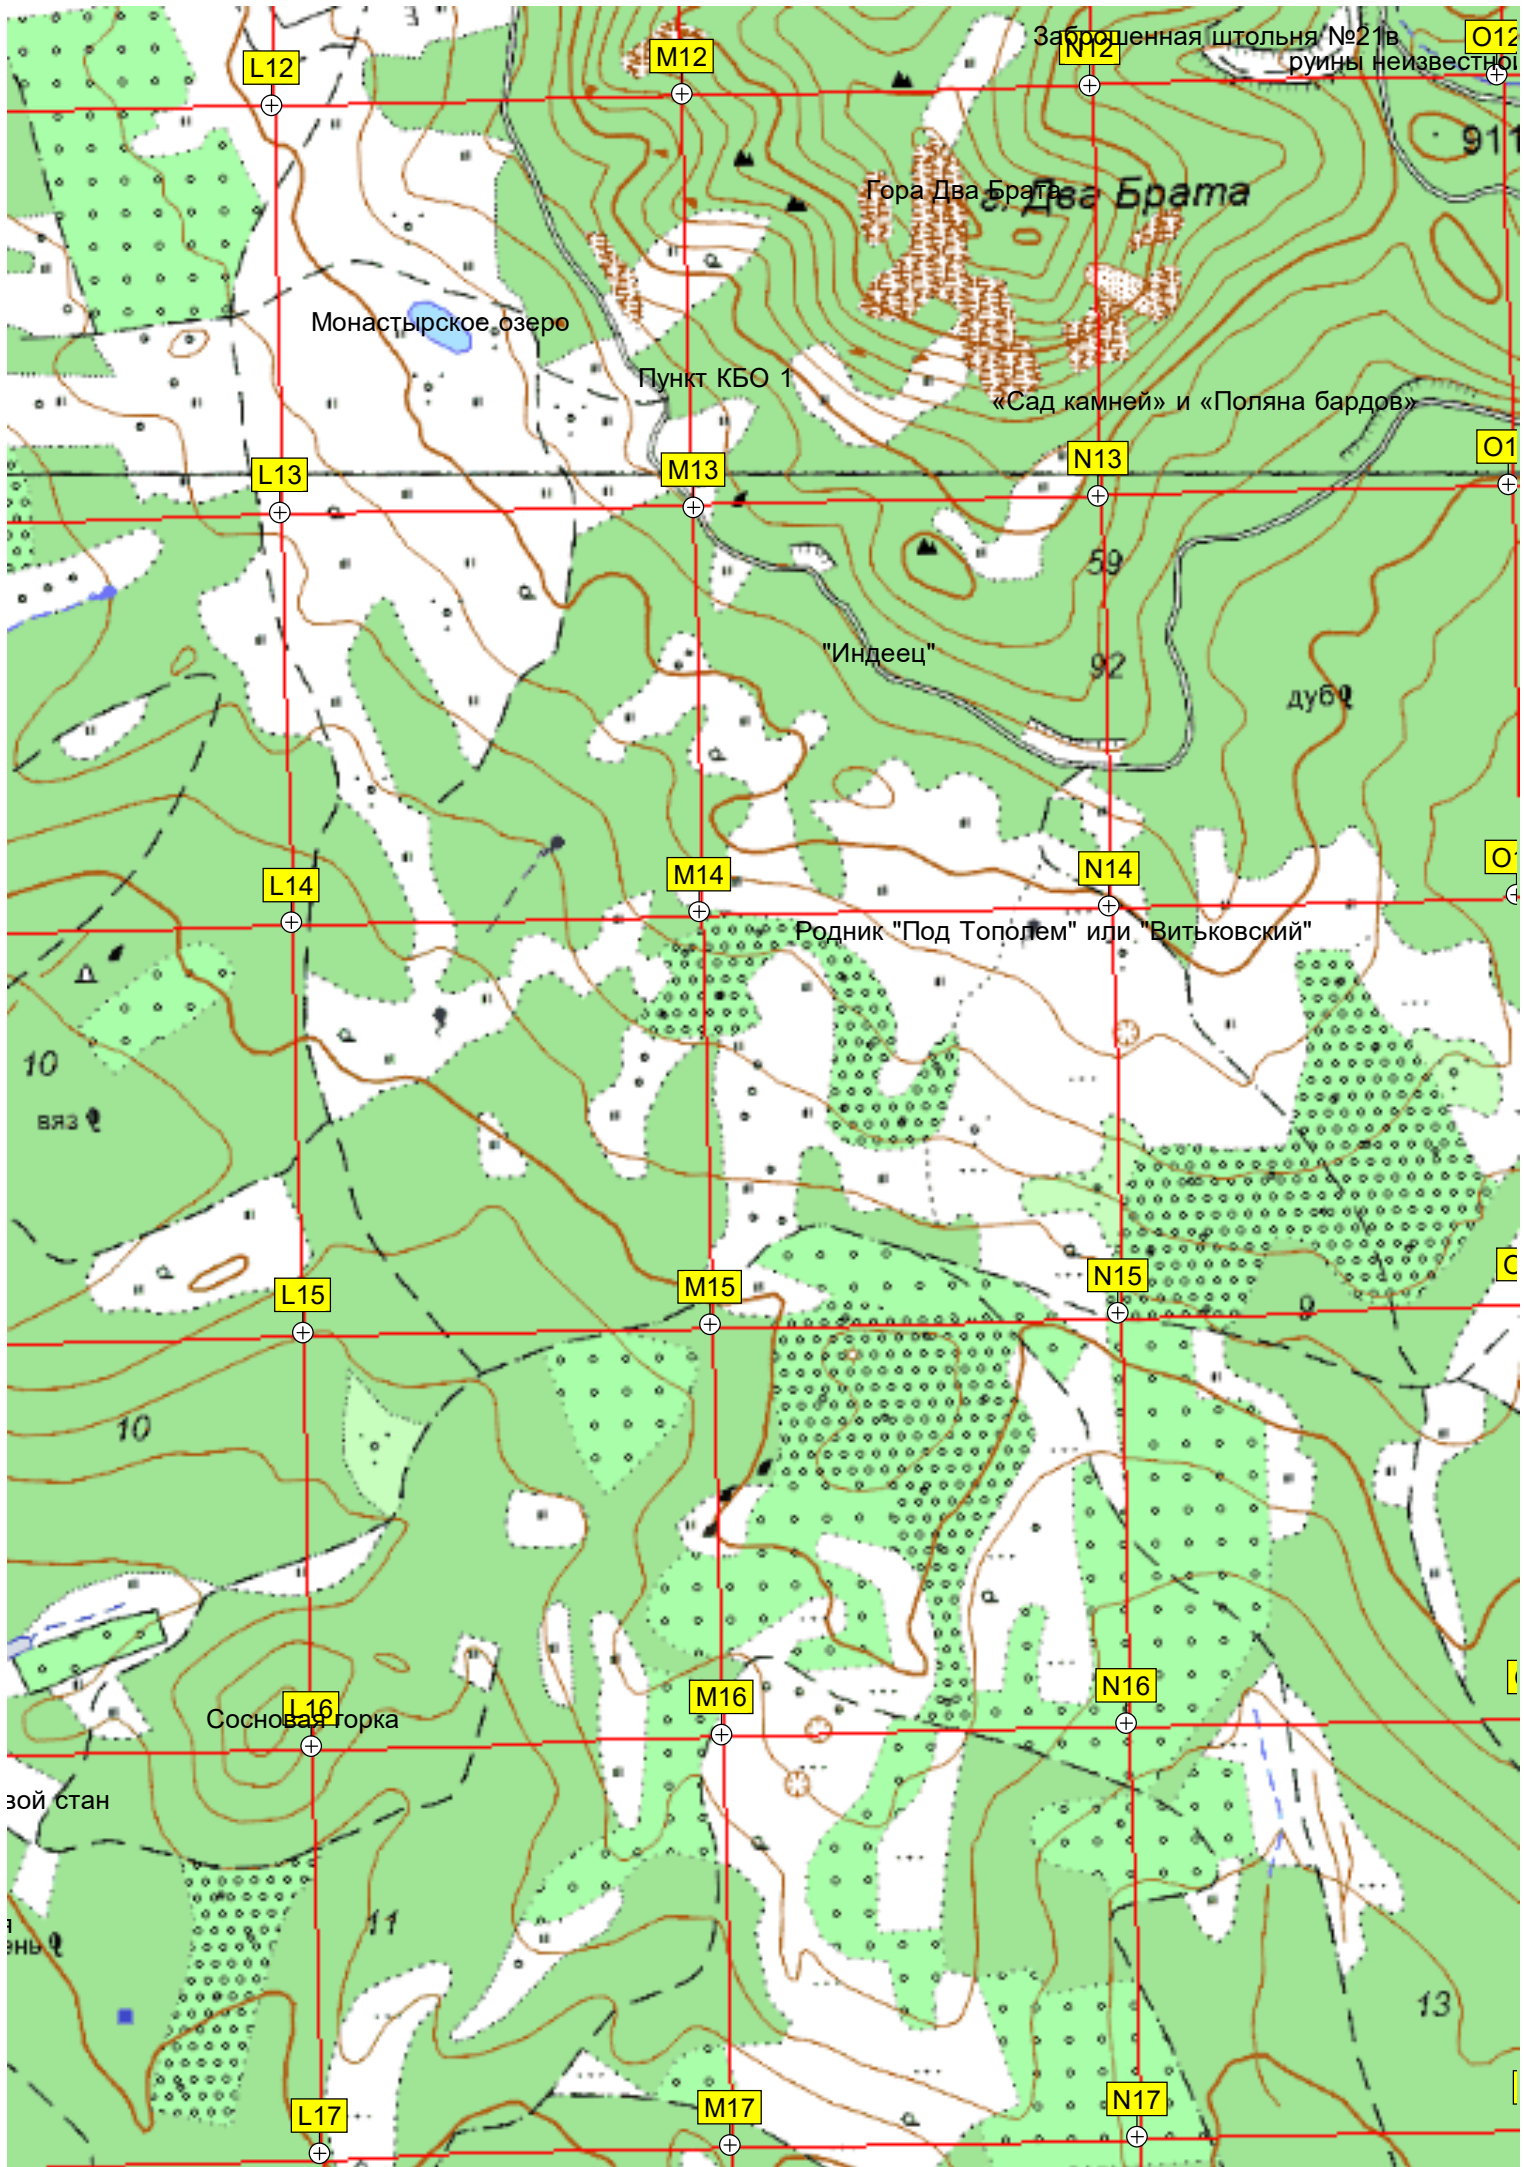 Заброшенная штольня №21в
L12
M12
N12
O12
руины
911
Гора Два Брата
г. Два Брата
Монастырское озеро
Пункт КБО 1
«Сад камней» и «Поляна бардов»
L13
M13
N13
59
"Индеец"
92
дуб
L14
M14
N14
Родник "Под Тополем" или "Витьковский"
10
вяз
L15
M15
N15
9
10
L16
M16
N16
Сосновая горка
стан
11
13
L17
M17
N17